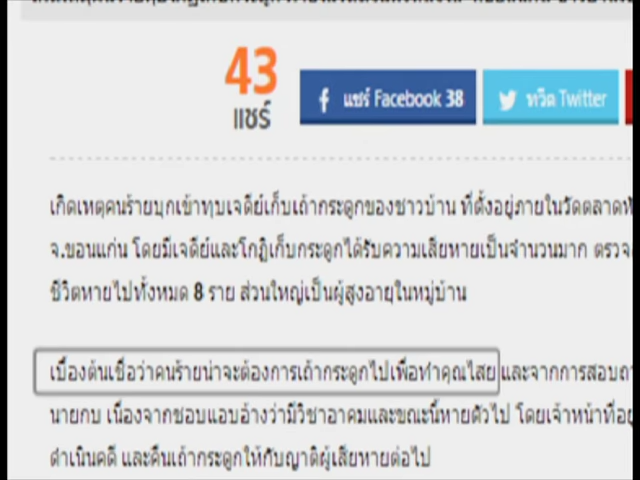 43
แชร์
แชร์ Facebook 38
ทวีต Twitter
เกิดเหตุคนร้ายบุกเข้าทุบเจดีย์เก็บเถ้ากระดูกของชาวบ้าน ที่ตั้งอยู่ภายในวัดตลาด
จ.ขอนแก่น โดยมีเจดีย์และโกฏิเก็บกระดูกได้รับความเสียหายเป็นจำนวนมาก
ชีวิตหายไปทั้งหมด 8 ราย ส่วนใหญ่เป็นผู้สูงอายุในหมู่บ้าน
เบื้องต้นเชื่อว่าคนร้ายน่าจะต้องการเถ้ากระดูกไปเพื่อทำคุณไสย และจากการสอบ
นายกบ เนื่องจากชอบแอบอ้างว่ามีวิชาอาคมและขณะนี้หายตัวไป โดยเจ้าหน้าที่
ดำเนินคดี และคืนเถ้ากระดูกให้กับญาติผู้เสียหายต่อไป